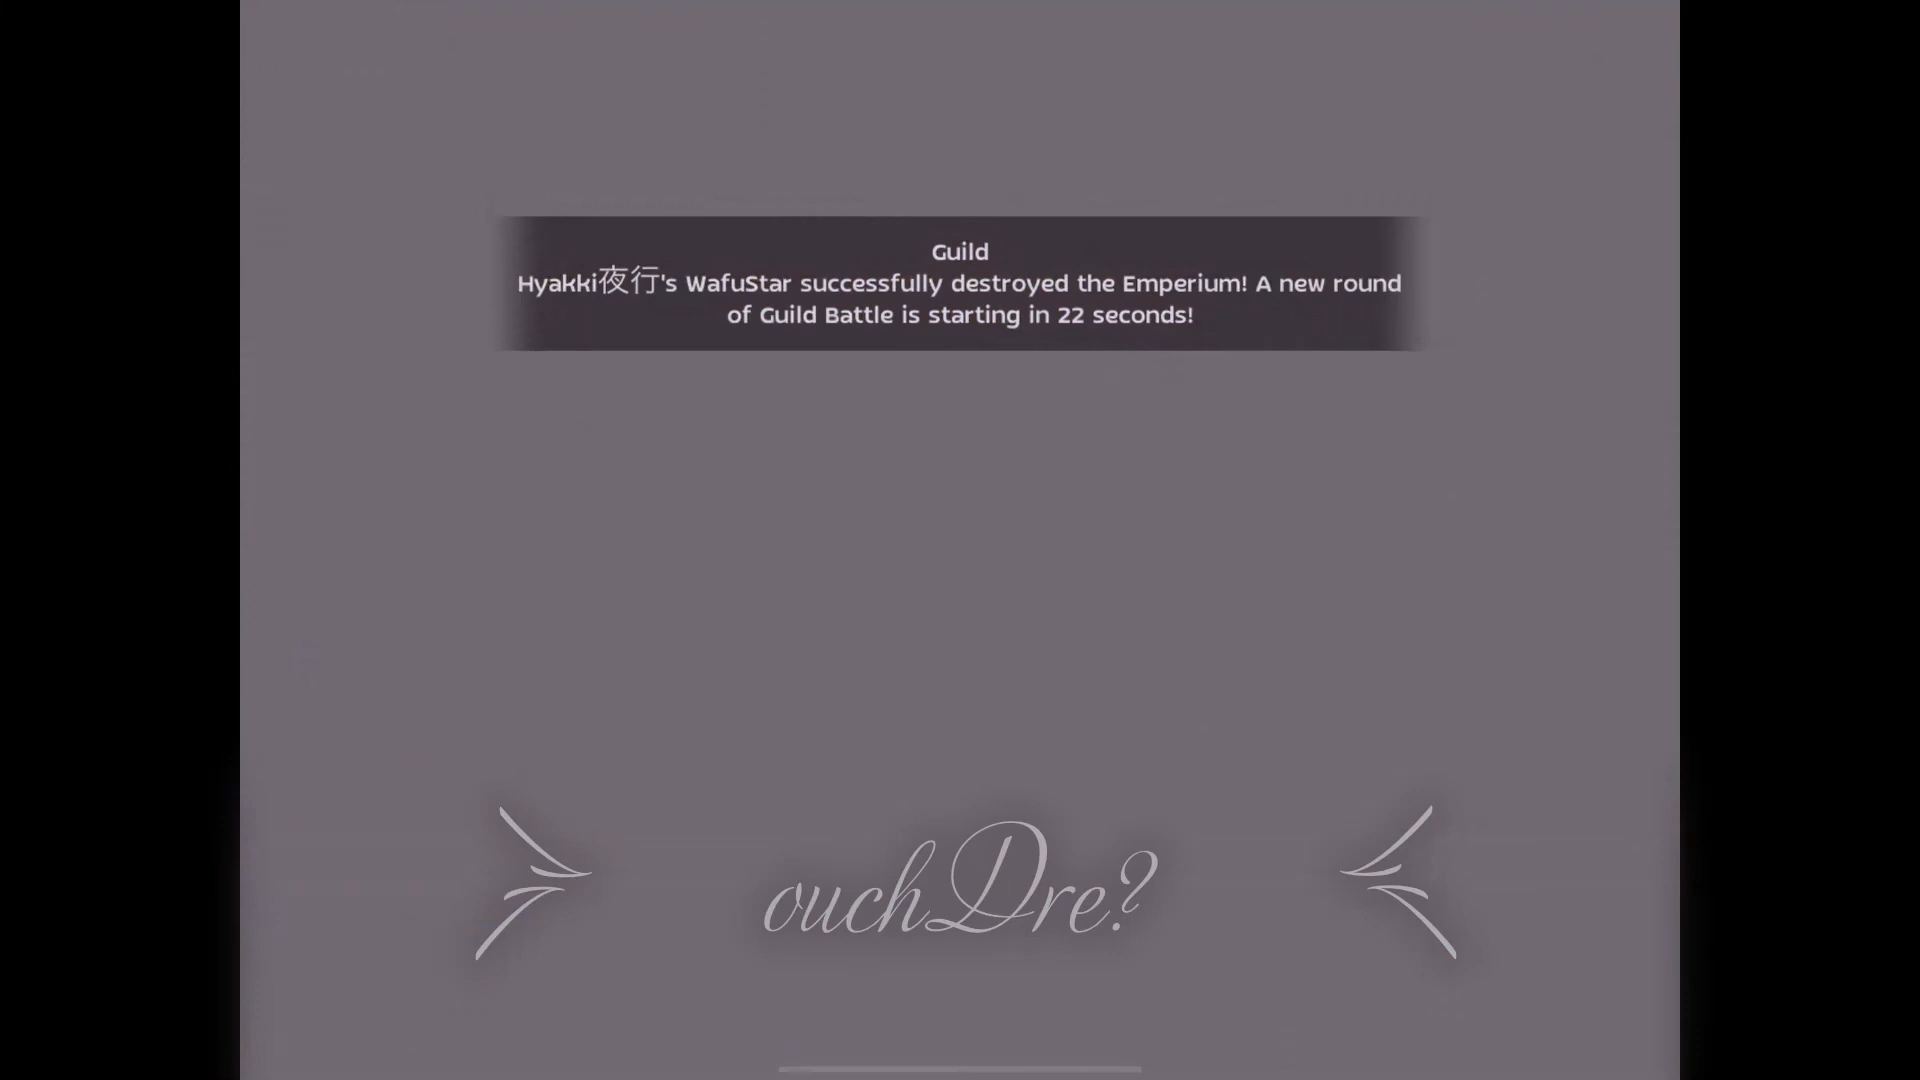 Guild
Hyakki夜行's WafuStar successfully destroyed the Emperium! A new round
of Guild Battle is starting in 22 seconds!
ouchDre?